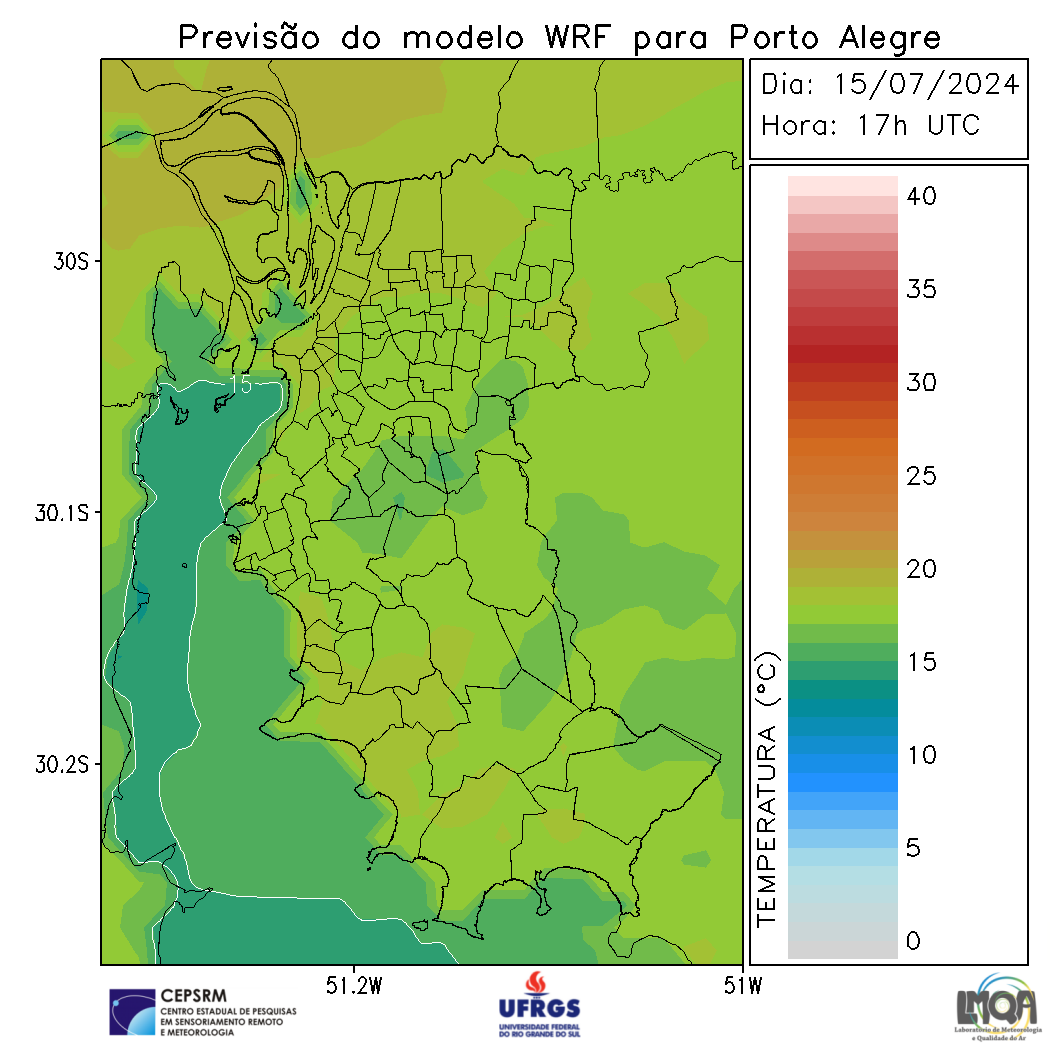 Previsão do modelo WRF para Porto Alegre
Dia: 15/07/2024
Hora: 17h UTC
30S
30.1S
30.2S
51.2W
51W
15
TEMPERATURA (°C)
40
35
30
25
20
15
10
5
0
CEPSRM
CENTRO ESTADUAL DE PESQUISAS
EM SENSORIAMENTO REMOTO
E METEOROLOGIA
UFRGS
UNIVERSIDADE FEDERAL
DO RIO GRANDE DO SUL
LMQA
Laboratório de Meteorologia
e Qualidade do Ar